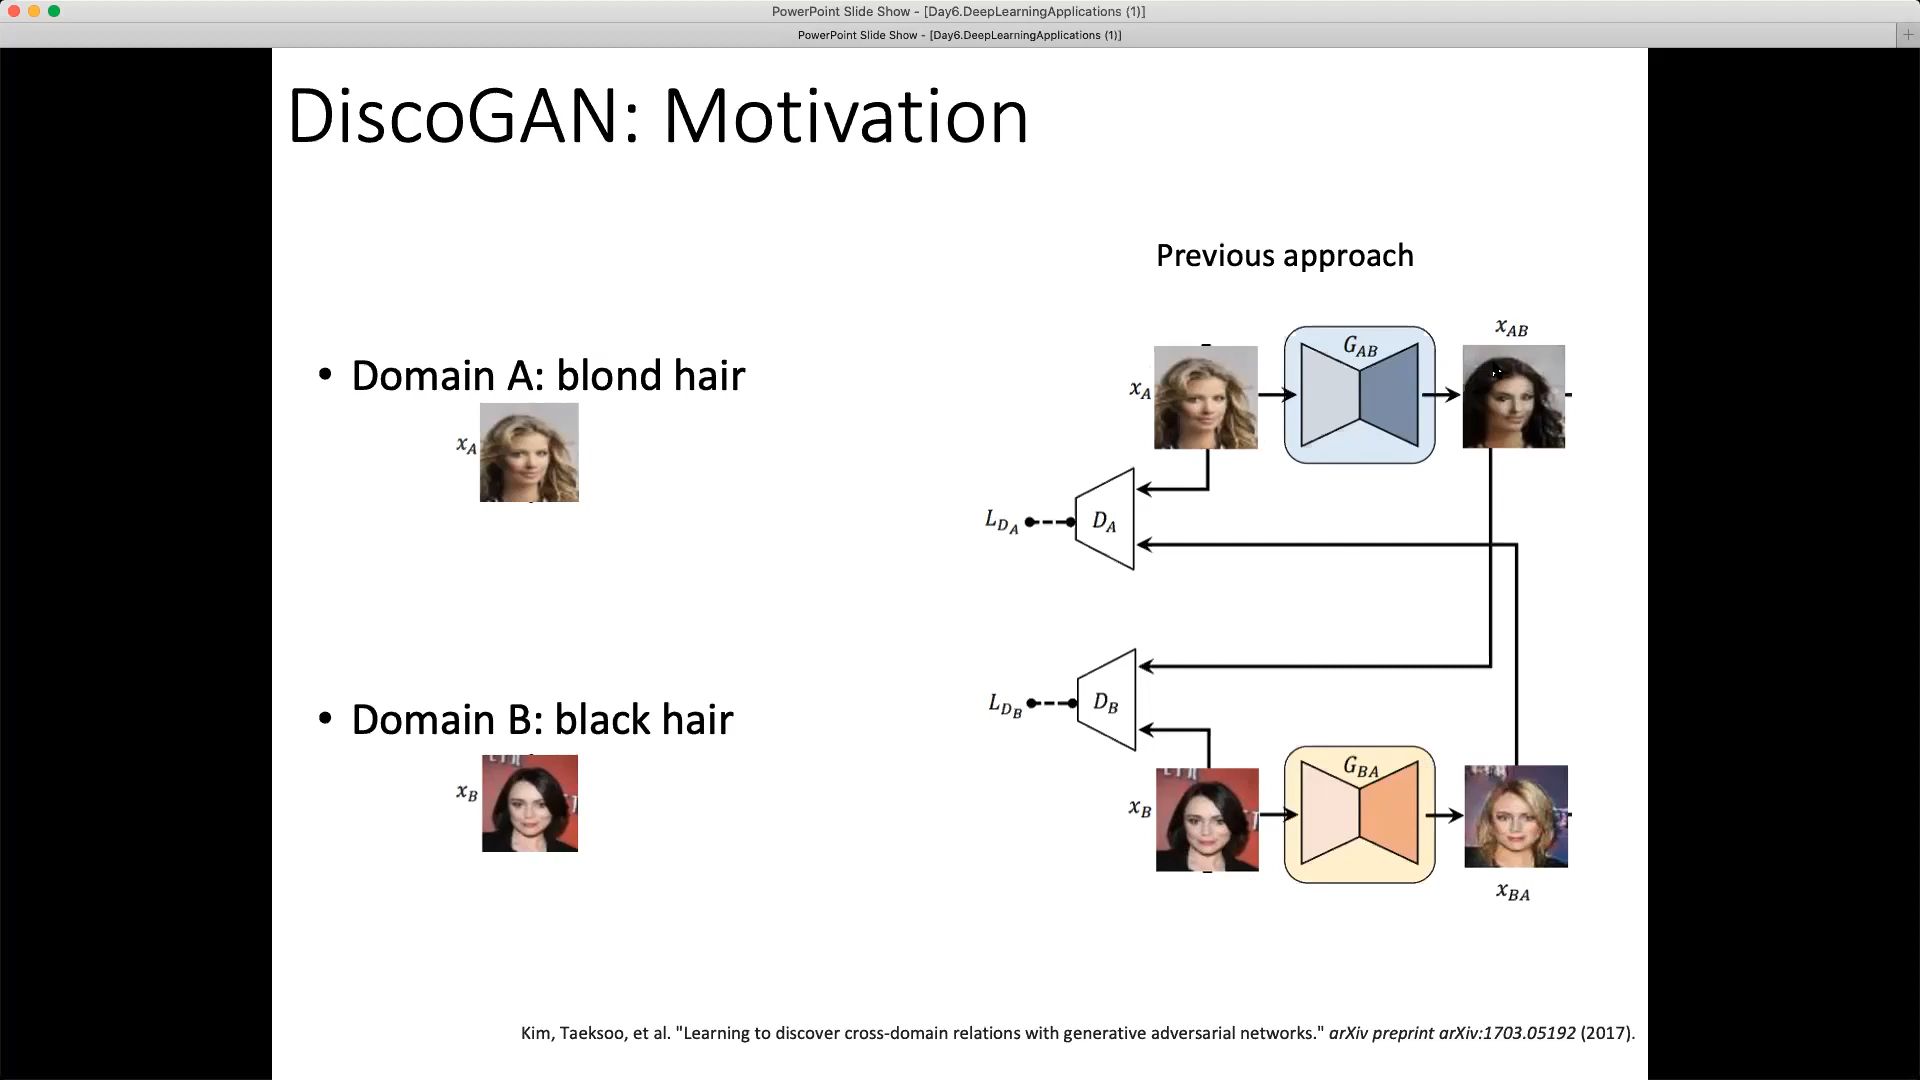 PowerPoint Slide Show - [Day6.DeepLearningApplications (1)]
PowerPoint Slide Show - [Day6.DeepLearningApplications (1)]
DiscoGAN: Motivation
Previous approach
• Domain A: blond hair
x_A
x_A
G_AB
x_AB
L_D_A
D_A
L_D_B
D_B
• Domain B: black hair
x_B
x_B
G_BA
x_BA
Kim, Taeksoo, et al. "Learning to discover cross-domain relations with generative adversarial networks." arXiv preprint arXiv:1703.05192 (2017).